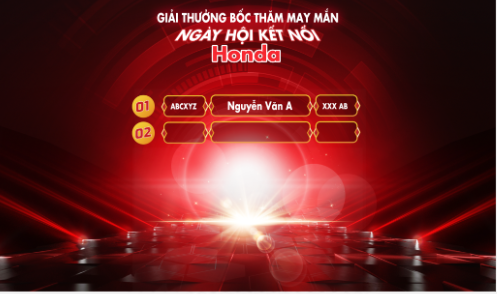 GIẢI THƯỞNG BỐC THĂM MAY MẮN
NGÀY HỘI KẾT NỐI
Honda
01 ABCXYZ Nguyễn Văn A XXX AB
02